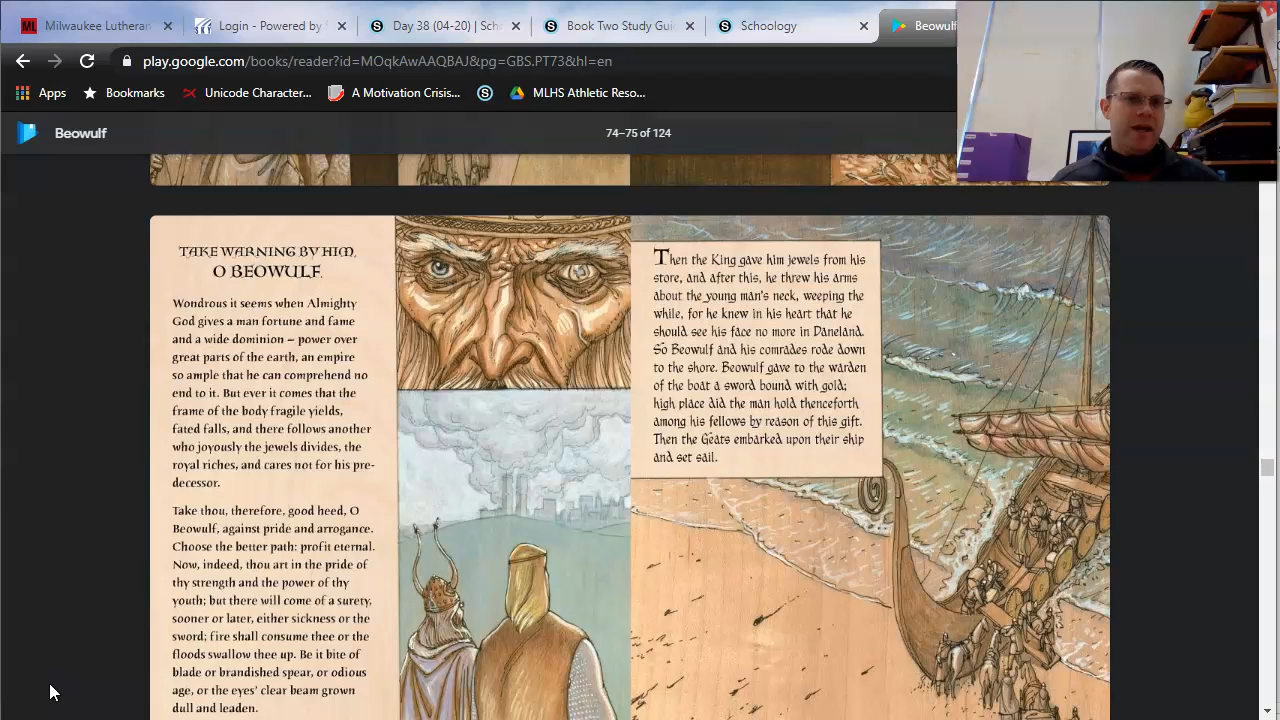 Milwaukee Lutheran
Login - Powered by
Day 38 (04-20) | Sch
Book Two Study Gui
Schoology
Beowulf
play.google.com/books/reader?id=MOqkAwAAQBAJ&pg=GBS.PT73&hl=en
Apps
Bookmarks
Unicode Character...
A Motivation Crisis...
MLHS Athletic Reso...
Beowulf
74–75 of 124
TAKE WARNING BY HIM,
O BEOWULF.
Wondrous it seems when Almighty
God gives a man fortune and fame
and a wide dominion – power over
great parts of the earth, an empire
so ample that he can comprehend no
end to it. But ever it comes that the
frame of the body fragile yields,
fated falls, and there follows another
who joyously the jewels divides, the
royal riches, and cares not for his pre-
decessor.
Take thou, therefore, good heed, O
Beowulf, against pride and arrogance.
Choose the better path: profit eternal.
Now, indeed, thou art in the pride of
thy strength and the power of thy
youth; but there will come of a surety,
sooner or later, either sickness or the
sword; fire shall consume thee or the
floods swallow thee up. Be it bite of
blade or brandished spear, or odious
age, or the eyes' clear beam grown
dull and leaden.
Then the King gave him jewels from his
store, and after this, he threw his arms
about the young man's neck, weeping the
while, for he knew in his heart that he
should see his face no more in Daneland.
So Beowulf and his comrades rode down
to the shore. Beowulf gave to the warden
of the boat a sword bound with gold;
high place did the man hold thenceforth
among his fellows by reason of this gift.
Then the Geats embarked upon their ship
and set sail.